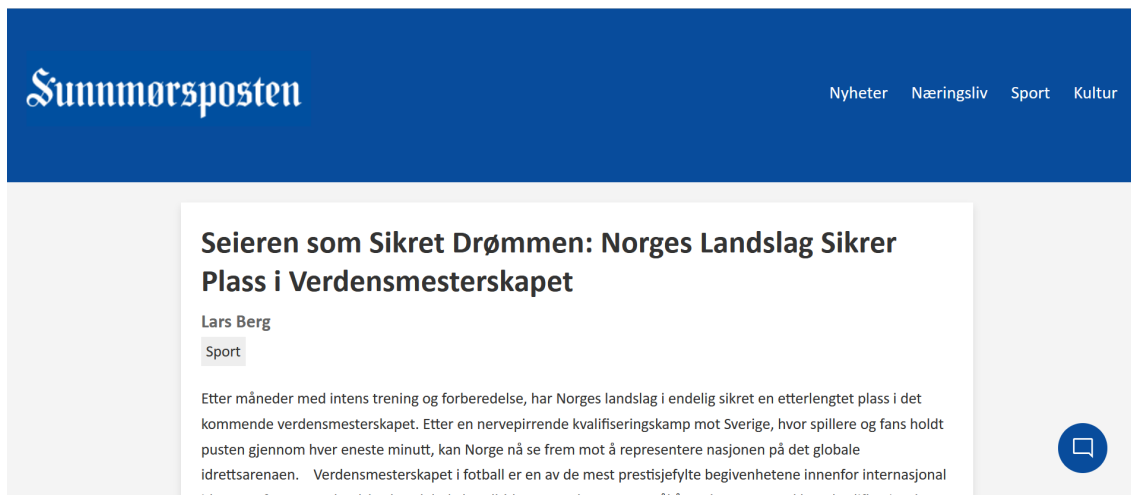 Sunnmørsposten
Nyheter Næringsliv Sport Kultur
Seieren som Sikret Drømmen: Norges Landslag Sikrer
Plass i Verdensmesterskapet
Lars Berg
Sport
Etter måneder med intens trening og forberedelse, har Norges landslag i endelig sikret en etterlengtet plass i det
kommende verdensmesterskapet. Etter en nervepirrende kvalifiseringskamp mot Sverige, hvor spillere og fans holdt
pusten gjennom hver eneste minutt, kan Norge nå se frem mot å representere nasjonen på det globale
idrettsarenaen. Verdensmesterskapet i fotball er en av de mest prestisjefylte begivenhetene innenfor internasjonal